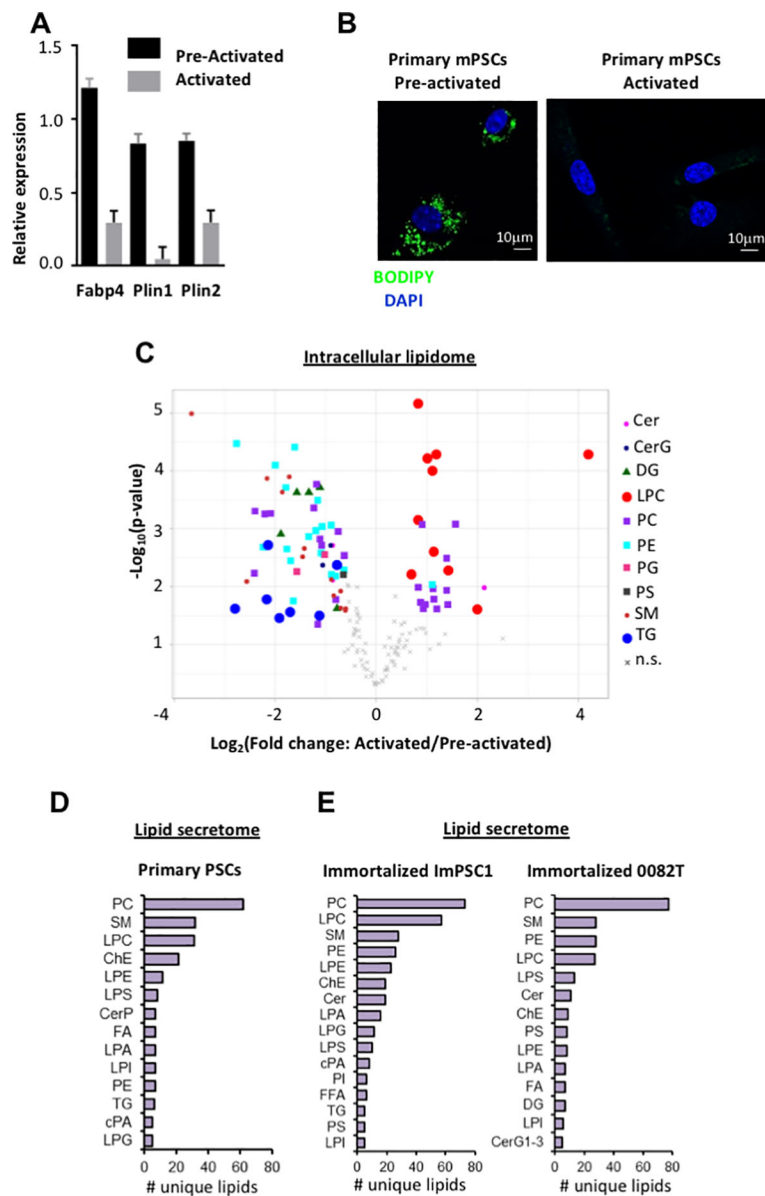 A
1.5
1.0
0.5
0.0
Relative expression
Pre-Activated
Activated
Fabp4 Plin1 Plin2
B
Primary mPSCs
Pre-activated
Primary mPSCs
Activated
10μm
10μm
BODIPY
DAPI
C
Intracellular lipidome
5
4
3
2
1
-Log₁₀(p-value)
-4 -2 0 2 4
Log₂(Fold change: Activated/Pre-activated)
Cer
CerG
DG
LPC
PC
PE
PG
PS
SM
TG
n.s.
D
Lipid secretome
Primary PSCs
PC
SM
LPC
ChE
LPE
LPS
CerP
FA
LPA
LPI
PE
TG
cPA
LPG
0 20 40 60 80
# unique lipids
E
Lipid secretome
Immortalized ImPSC1
PC
LPC
SM
PE
LPE
ChE
Cer
LPA
LPG
LPS
cPA
PI
FFA
TG
PS
LPI
0 20 40 60 80
# unique lipids
Immortalized 0082T
PC
SM
PE
LPC
LPS
Cer
ChE
PS
LPE
LPA
FA
DG
LPI
CerG1-3
0 20 40 60 80
# unique lipids